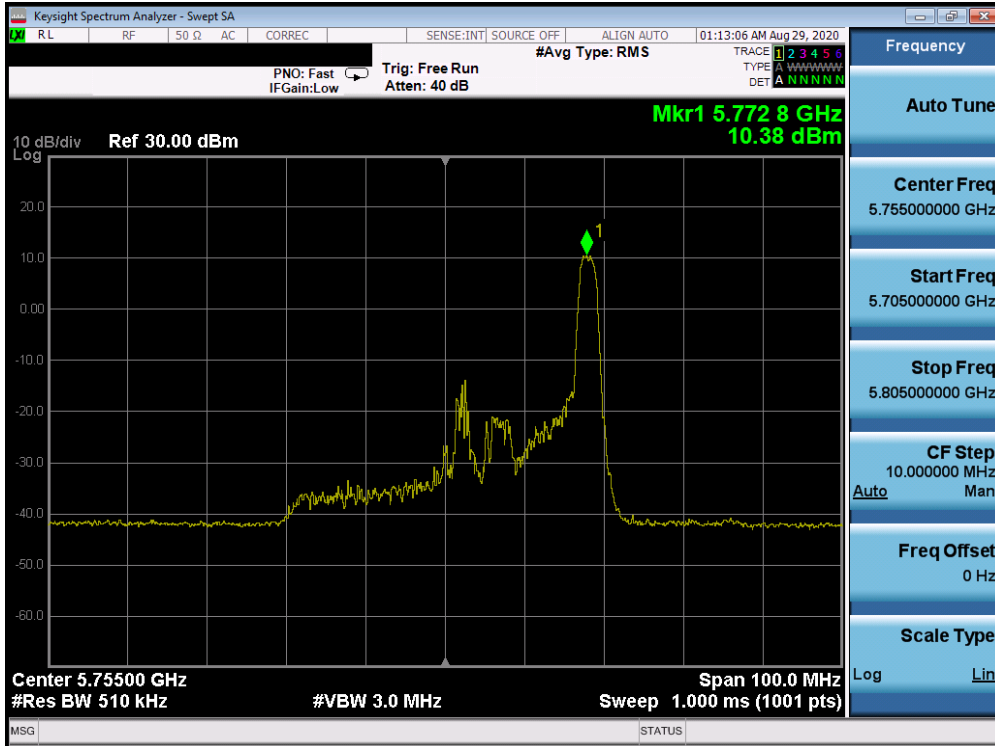 Keysight Spectrum Analyzer - Swept SA
LXI RL RF 50 Ω AC CORREC SENSE:INT SOURCE OFF ALIGN AUTO 01:13:06 AM Aug 29, 2020
#Avg Type: RMS TRACE 1 2 3 4 5 6
PNO: Fast Trig: Free Run TYPE A WWWWW
IFGain:Low Atten: 40 dB DET A N N N N N
Mkr1 5.772 8 GHz
10.38 dBm
10 dB/div Ref 30.00 dBm
Log
1
20.0
10.0
0.00
-10.0
-20.0
-30.0
-40.0
-50.0
-60.0
Center 5.75500 GHz Span 100.0 MHz
#Res BW 510 kHz #VBW 3.0 MHz Sweep 1.000 ms (1001 pts)
MSG STATUS
Frequency
Auto Tune
Center Freq
5.755000000 GHz
Start Freq
5.705000000 GHz
Stop Freq
5.805000000 GHz
CF Step
10.000000 MHz
Auto Man
Freq Offset
0 Hz
Scale Type
Log Lin